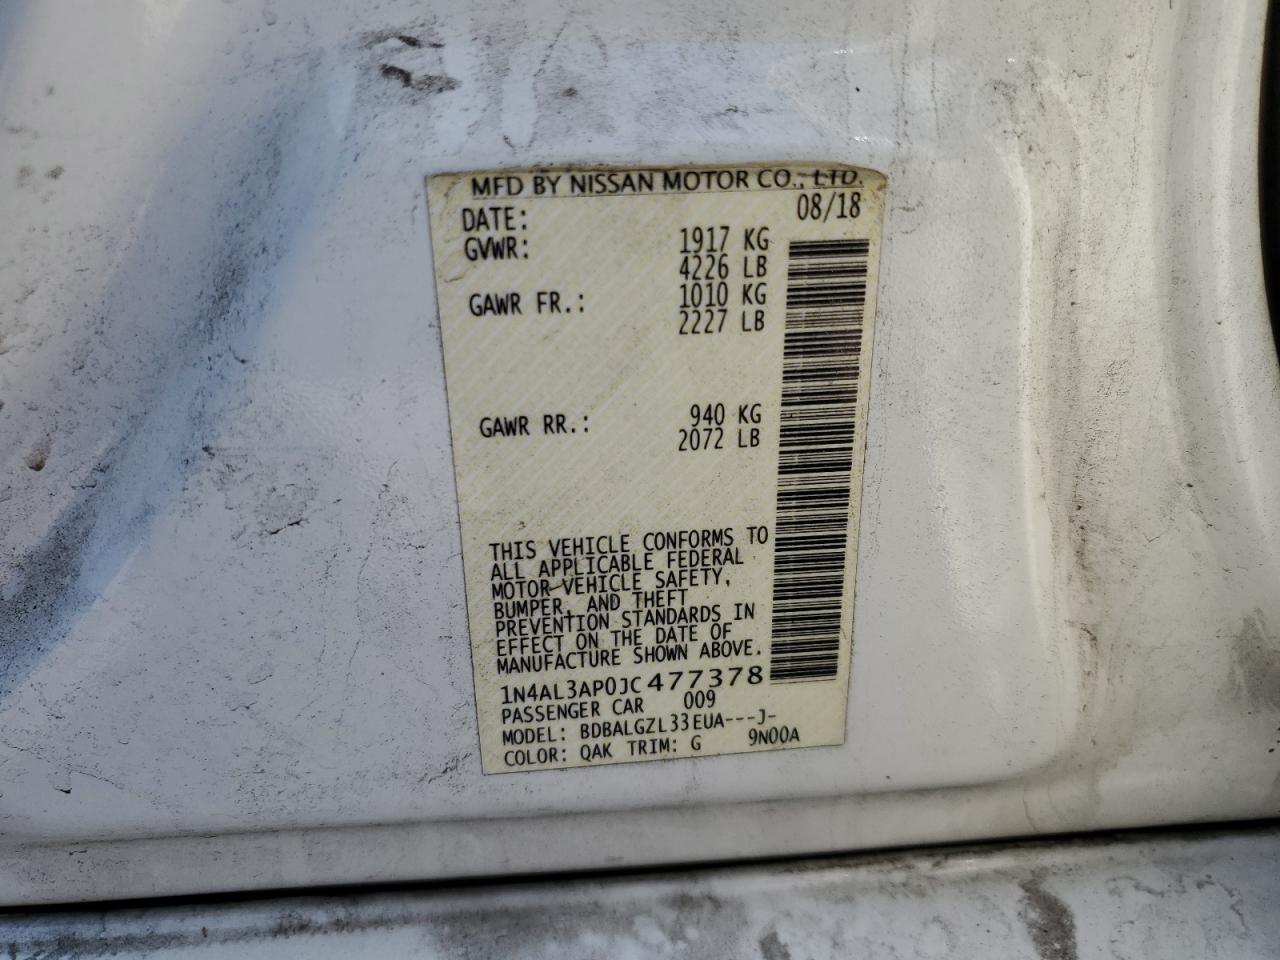 MFD BY NISSAN MOTOR CO., LTD.
DATE: 08/18
GVWR: 1917 KG
4226 LB
GAWR FR.: 1010 KG
2227 LB
GAWR RR.: 940 KG
2072 LB
THIS VEHICLE CONFORMS TO
ALL APPLICABLE FEDERAL
MOTOR VEHICLE SAFETY,
BUMPER, AND THEFT
PREVENTION STANDARDS IN
EFFECT ON THE DATE OF
MANUFACTURE SHOWN ABOVE.
1N4AL3AP0JC477378
PASSENGER CAR 009
MODEL: BDBALGZL33EUA---J-
COLOR: QAK TRIM: G 9N00A